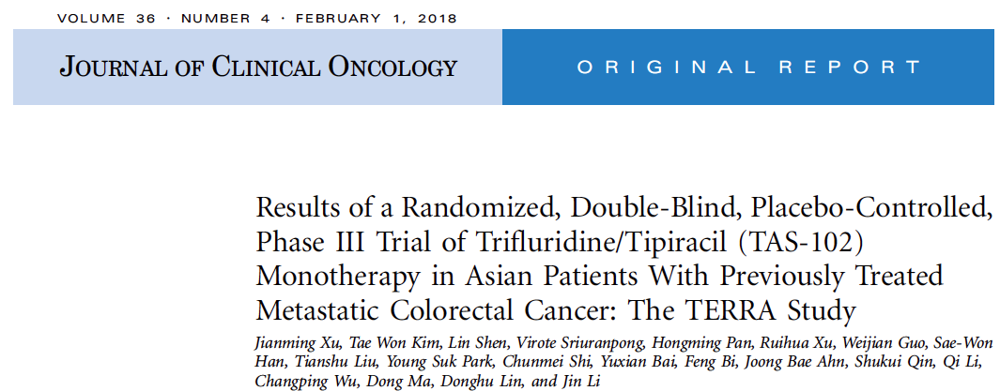 VOLUME 36 · NUMBER 4 · FEBRUARY 1, 2018
JOURNAL OF CLINICAL ONCOLOGY
ORIGINAL REPORT
Results of a Randomized, Double-Blind, Placebo-Controlled,
Phase III Trial of Trifluridine/Tipiracil (TAS-102)
Monotherapy in Asian Patients With Previously Treated
Metastatic Colorectal Cancer: The TERRA Study
Jianming Xu, Tae Won Kim, Lin Shen, Virote Sriuranpong, Hongming Pan, Ruihua Xu, Weijian Guo, Sae-Won
Han, Tianshu Liu, Young Suk Park, Chunmei Shi, Yuxian Bai, Feng Bi, Joong Bae Ahn, Shukui Qin, Qi Li,
Changping Wu, Dong Ma, Donghu Lin, and Jin Li